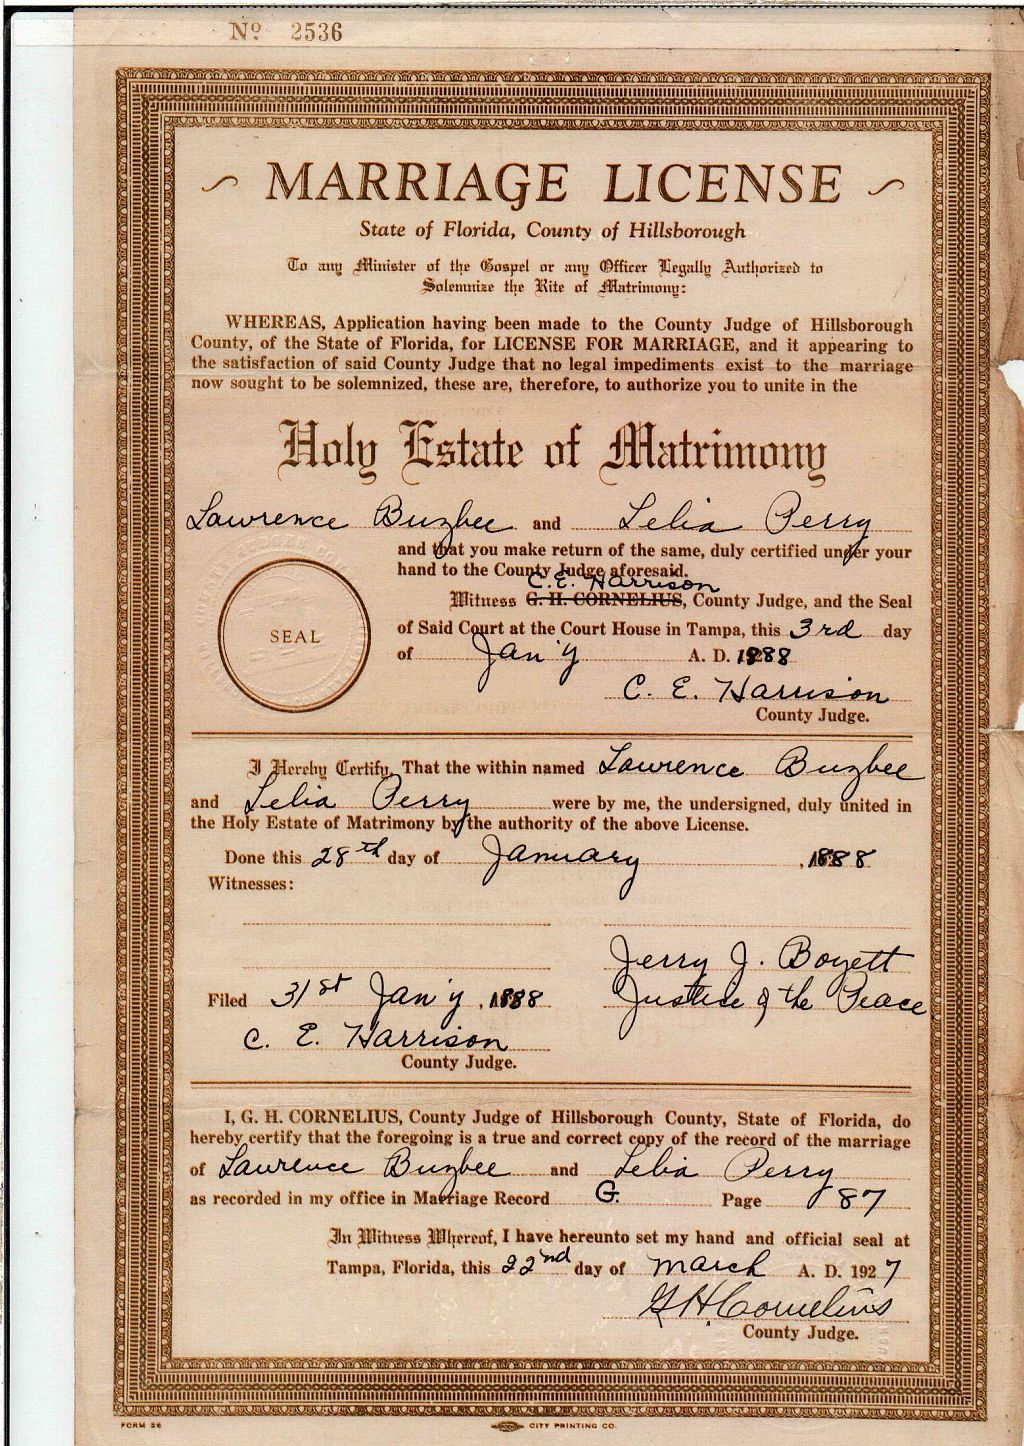 Nº 2536
MARRIAGE LICENSE
State of Florida, County of Hillsborough
To any Minister of the Gospel or any Officer Legally Authorized to
Solemnize the Rite of Matrimony:
WHEREAS, Application having been made to the County Judge of Hillsborough
County, of the State of Florida, for LICENSE FOR MARRIAGE, and it appearing to
the satisfaction of said County Judge that no legal impediments exist to the marriage
now sought to be solemnized, these are, therefore, to authorize you to unite in the
Holy Estate of Matrimony
Lawrence Buzbee and Lelia Perry
and that you make return of the same, duly certified under your
hand to the County Judge aforesaid.
C. E. Harrison
Witness G. H. CORNELIUS, County Judge, and the Seal
of Said Court at the Court House in Tampa, this 3rd day
of Jan'y A. D. 1888
SEAL
C. E. Harrison
County Judge.
I Hereby Certify, That the within named Lawrence Buzbee
and Lelia Perry were by me, the undersigned, duly united in
the Holy Estate of Matrimony by the authority of the above License.
Done this 28th day of January, 1888
Witnesses:
Jerry J. Boyett
Filed 31st Jan'y, 1888 Justice of the Peace
C. E. Harrison
County Judge.
I, G. H. CORNELIUS, County Judge of Hillsborough County, State of Florida, do
hereby certify that the foregoing is a true and correct copy of the record of the marriage
of Lawrence Buzbee and Lelia Perry
as recorded in my office in Marriage Record G. Page 87
In Witness Whereof, I have hereunto set my hand and official seal at
Tampa, Florida, this 22nd day of March A. D. 1927
G H Cornelius
County Judge.
FORM 26
CITY PRINTING CO.